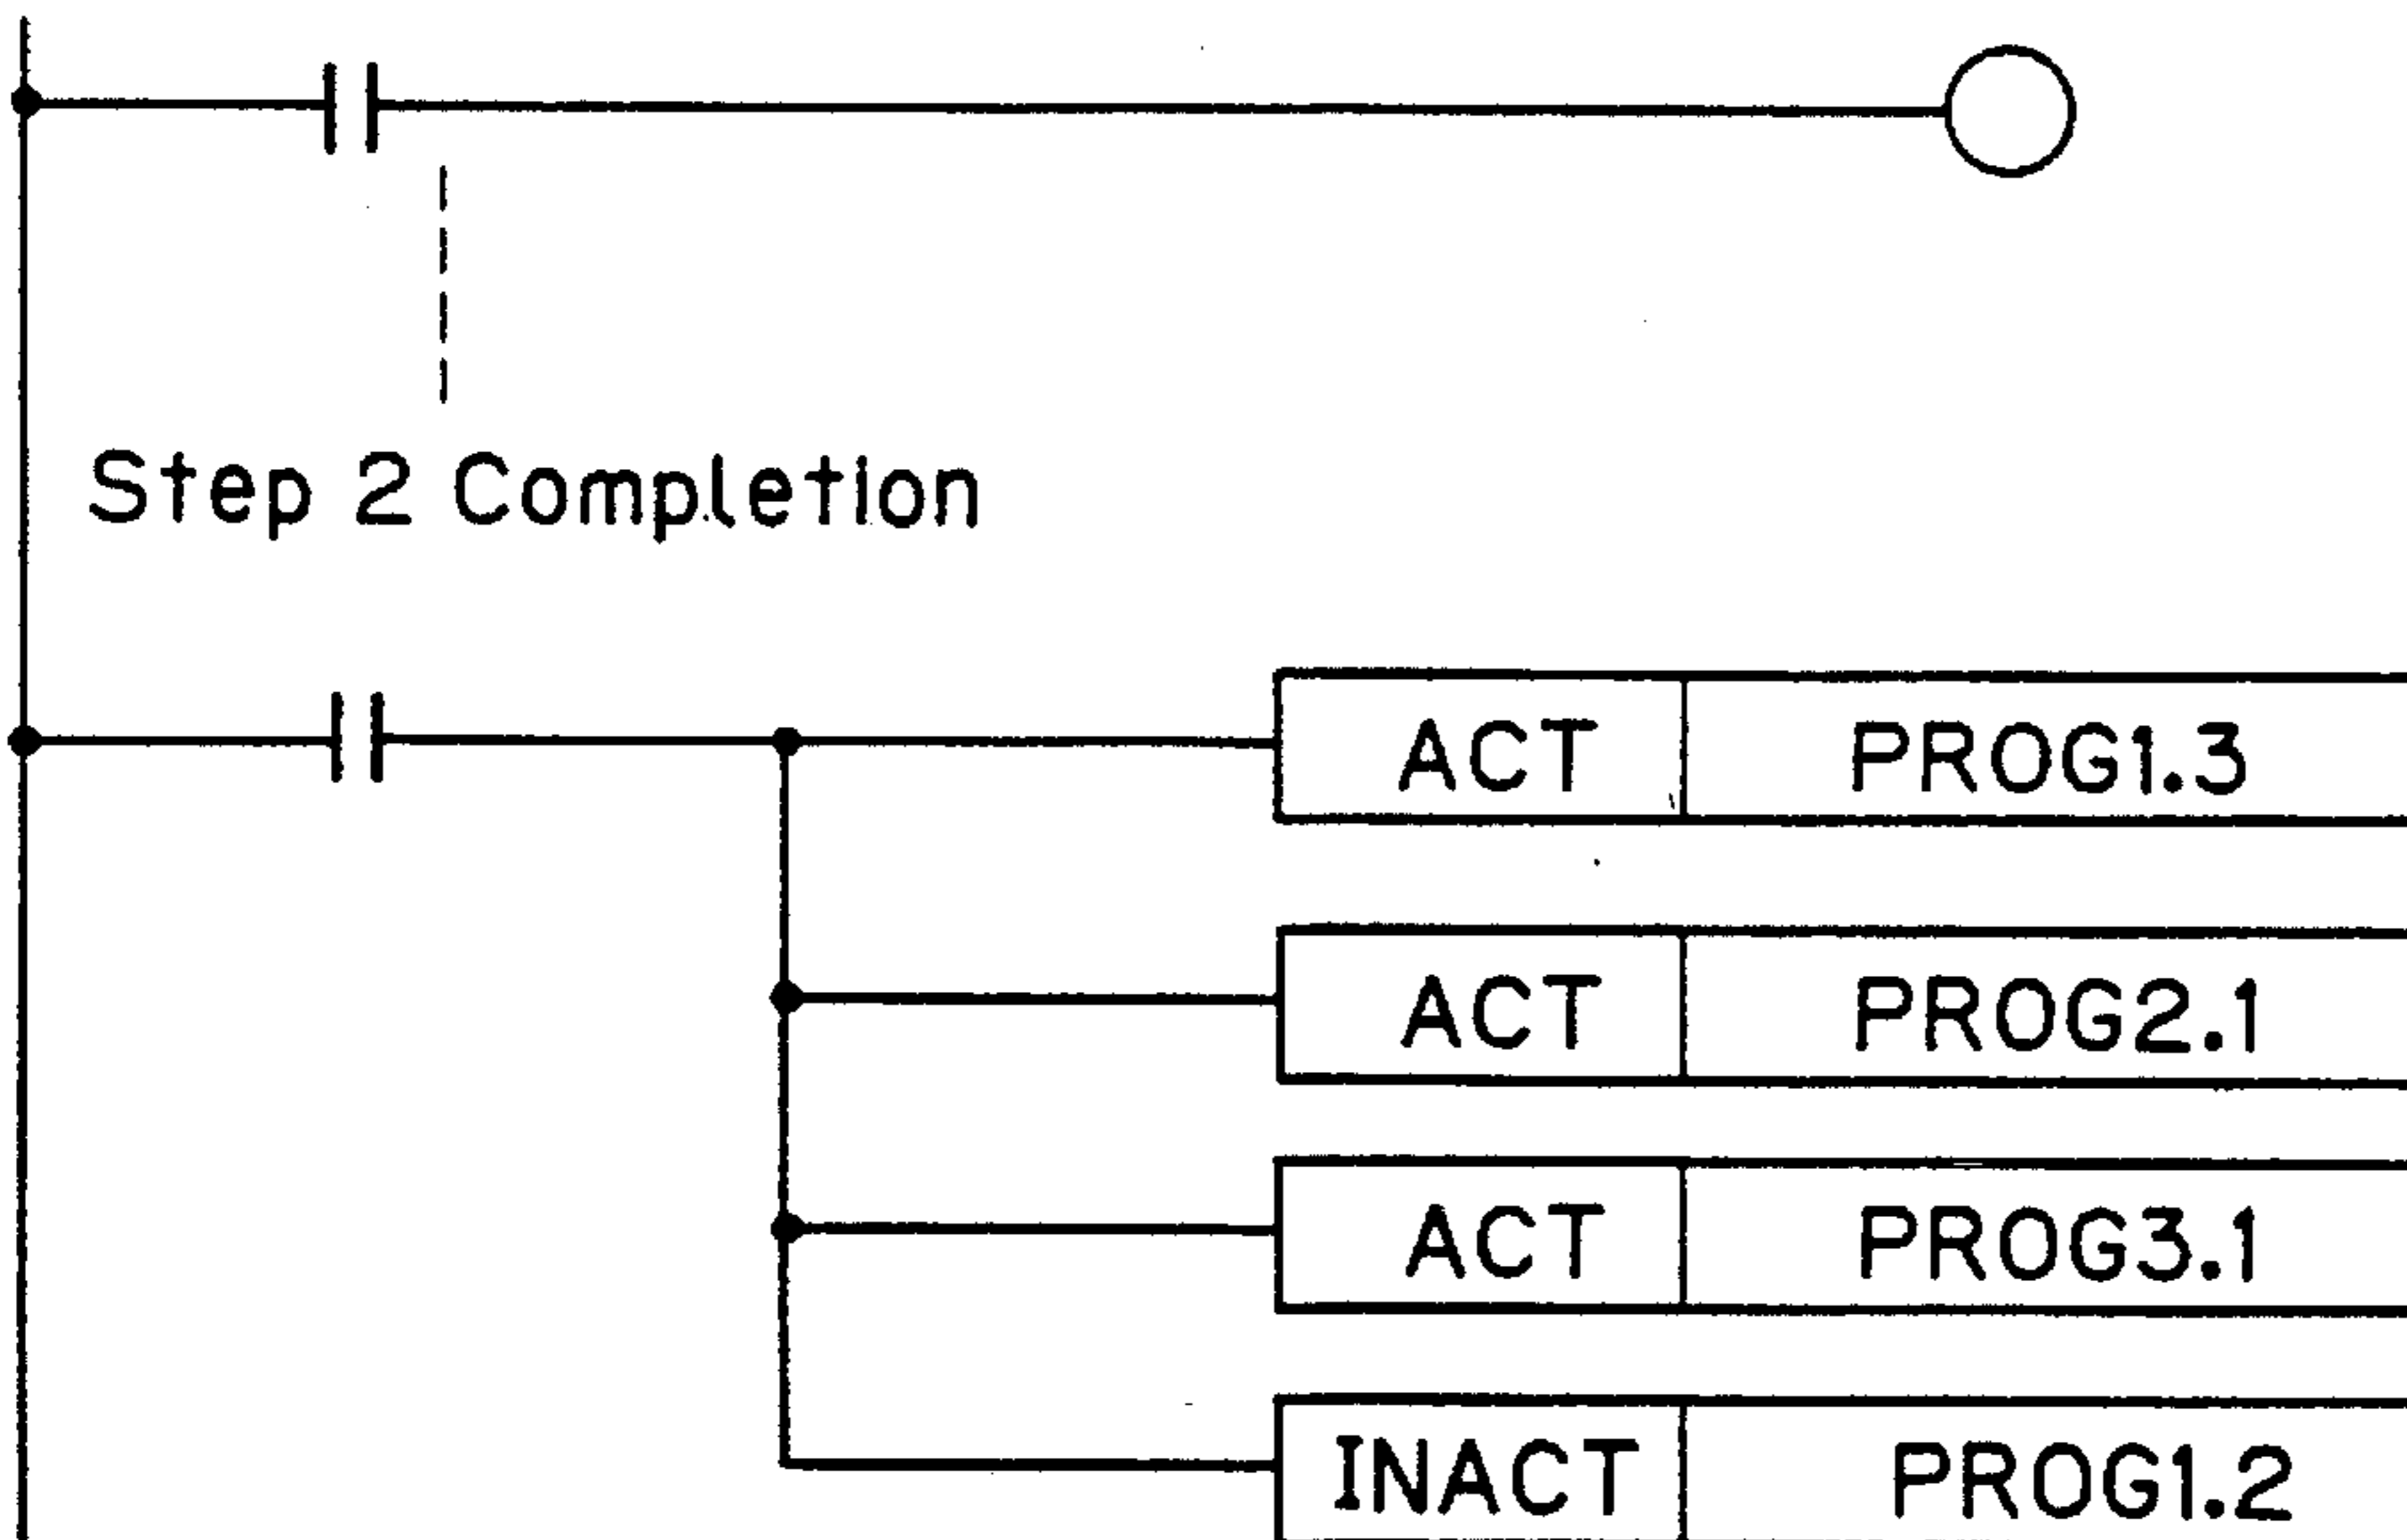 Step 2 Completion
ACT PROG1.3
ACT PROG2.1
ACT PROG3.1
INACT PROG1.2